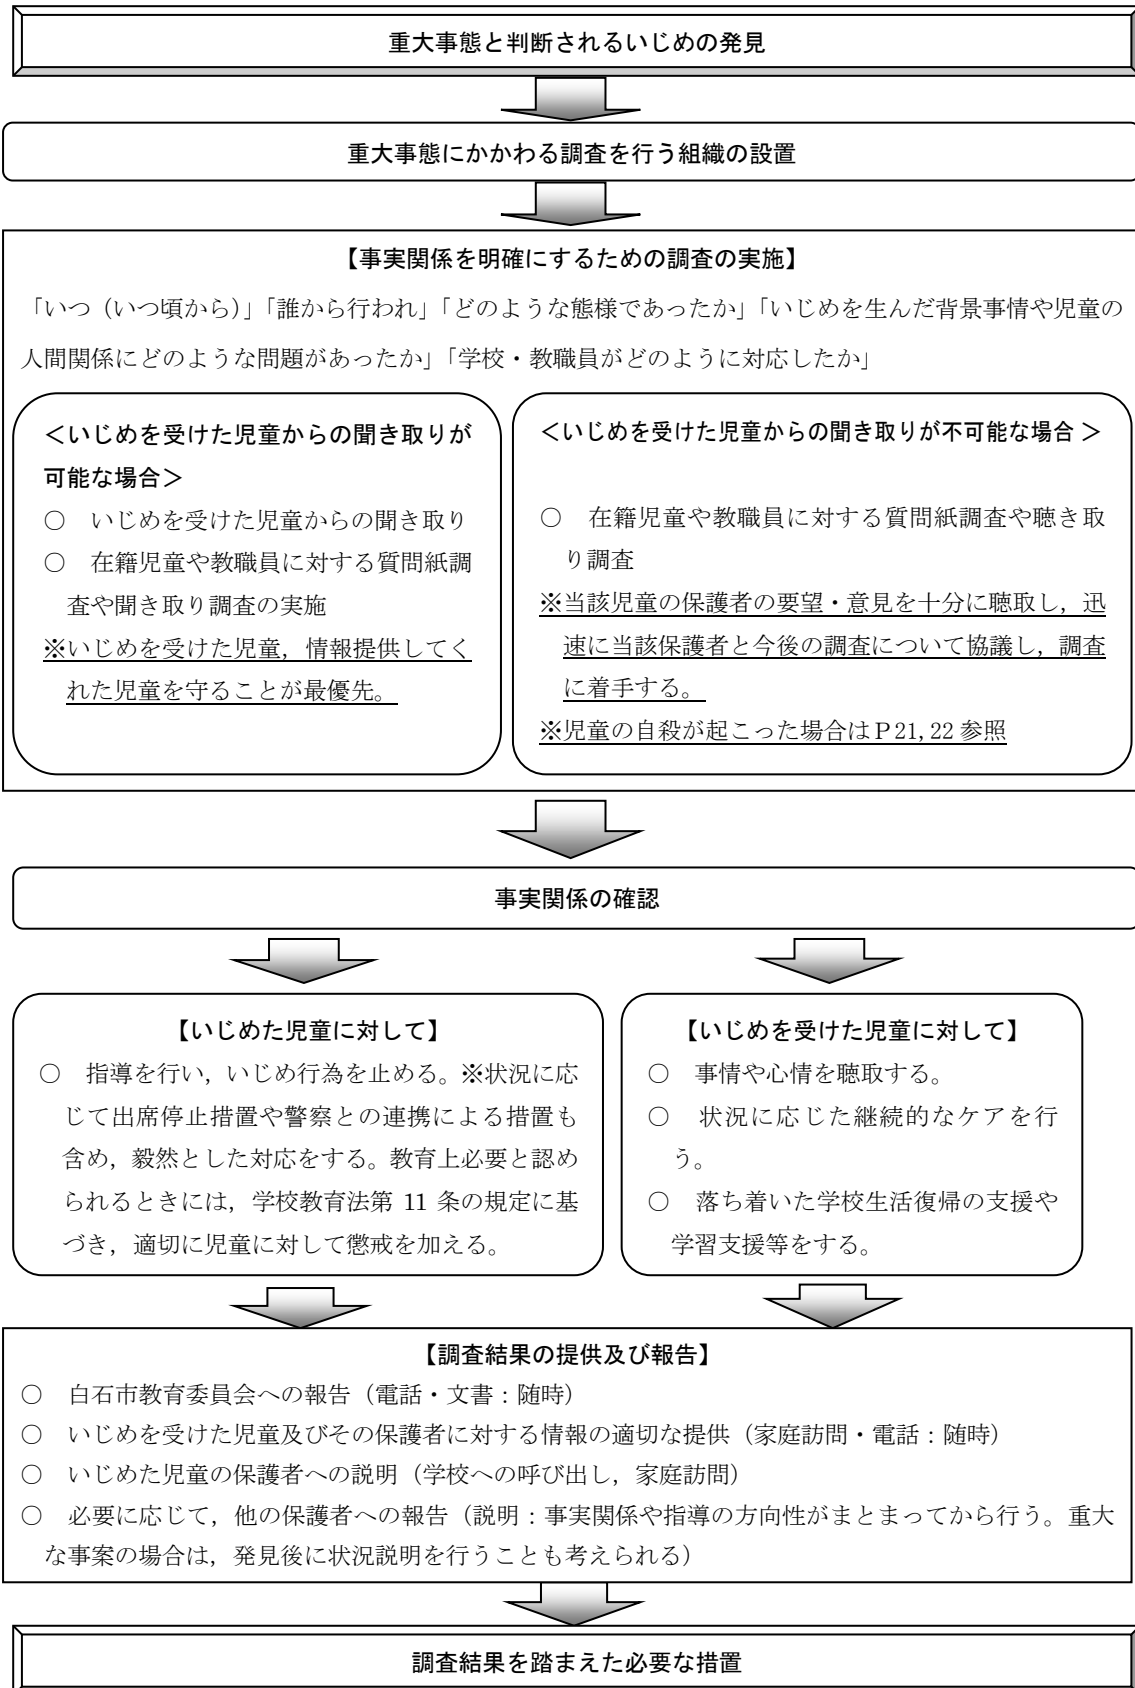 重大事態と判断されるいじめの発見
重大事態にかかわる調査を行う組織の設置
【事実関係を明確にするための調査の実施】
「いつ（いつ頃から）」「誰から行われ」「どのような態様であったか」「いじめを生んだ背景事情や児童の
人間関係にどのような問題があったか」「学校・教職員がどのように対応したか」
＜いじめを受けた児童からの聞き取りが
可能な場合＞
○　いじめを受けた児童からの聞き取り
○　在籍児童や教職員に対する質問紙調
査や聞き取り調査の実施
※いじめを受けた児童，情報提供してく
れた児童を守ることが最優先。
＜いじめを受けた児童からの聞き取りが不可能な場合＞
○　在籍児童や教職員に対する質問紙調査や聴き取
り調査
※当該児童の保護者の要望・意見を十分に聴取し，迅
速に当該保護者と今後の調査について協議し，調査
に着手する。
※児童の自殺が起こった場合はＰ21, 22 参照
事実関係の確認
【いじめた児童に対して】
○　指導を行い，いじめ行為を止める。※状況に応
じて出席停止措置や警察との連携による措置も
含め，毅然とした対応をする。教育上必要と認め
られるときには，学校教育法第 11 条の規定に基
づき，適切に児童に対して懲戒を加える。
【いじめを受けた児童に対して】
○　事情や心情を聴取する。
○　状況に応じた継続的なケアを行
う。
○　落ち着いた学校生活復帰の支援や
学習支援等をする。
【調査結果の提供及び報告】
○　白石市教育委員会への報告（電話・文書：随時）
○　いじめを受けた児童及びその保護者に対する情報の適切な提供（家庭訪問・電話：随時）
○　いじめた児童の保護者への説明（学校への呼び出し，家庭訪問）
○　必要に応じて，他の保護者への報告（説明：事実関係や指導の方向性がまとまってから行う。重大
な事案の場合は，発見後に状況説明を行うことも考えられる）
調査結果を踏まえた必要な措置